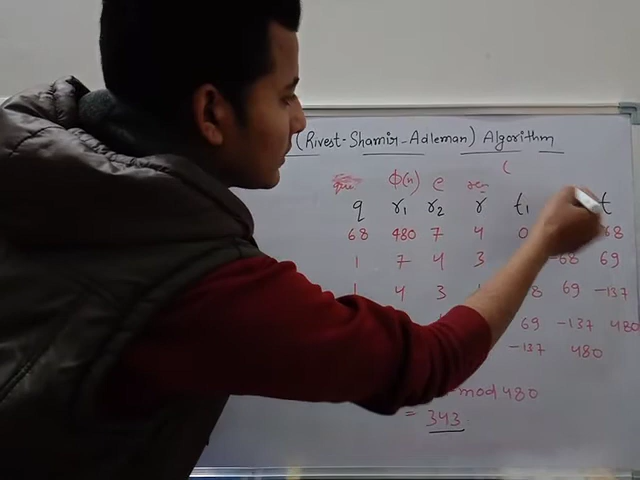 (Rivest-Shamir-Adleman) Algorithm
(
ϕ(n) e
q r₁ r₂ r t₁ t
68 480 7 4 0 68
1 7 4 3 -68 69
1 4 3 69 -137
69 -137 480
-137 480
mod 480
= 343